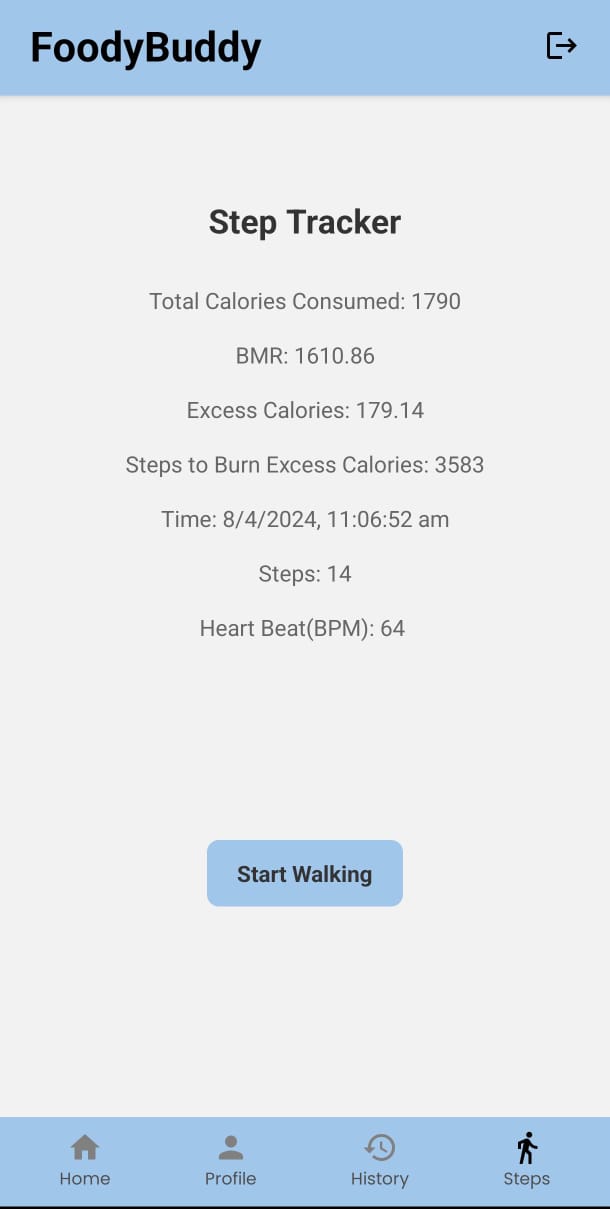 FoodyBuddy
Step Tracker
Total Calories Consumed: 1790
BMR: 1610.86
Excess Calories: 179.14
Steps to Burn Excess Calories: 3583
Time: 8/4/2024, 11:06:52 am
Steps: 14
Heart Beat(BPM): 64
Start Walking
Home
Profile
History
Steps